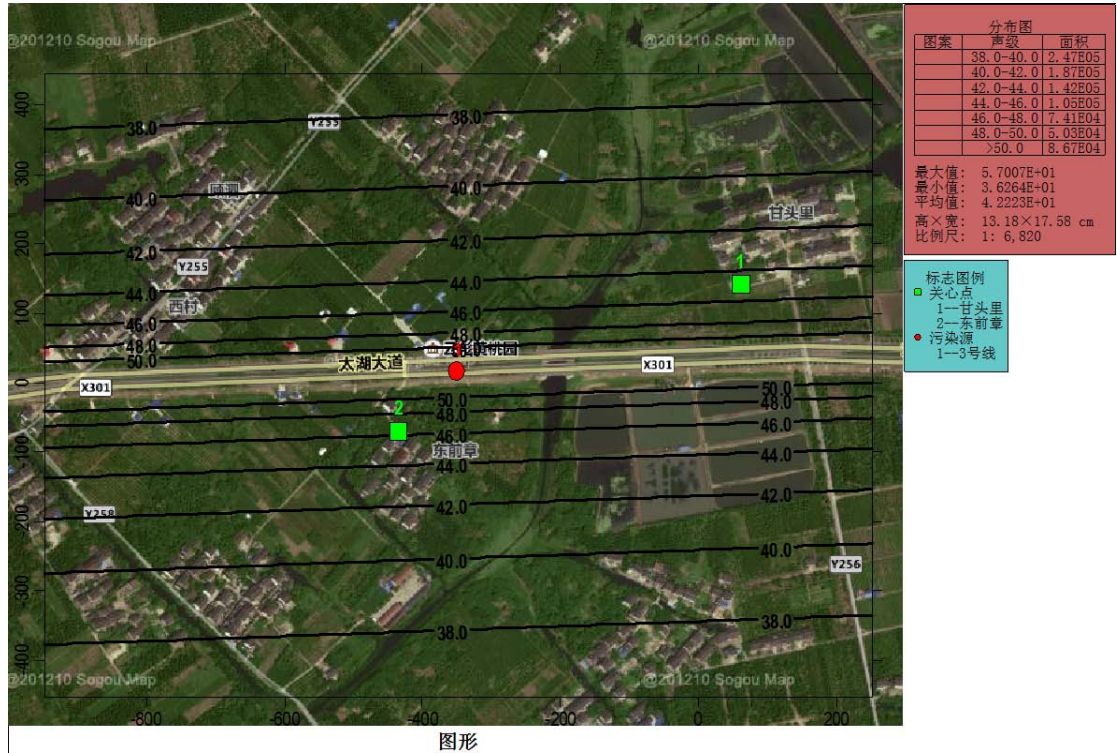 @201210 Sogou Map
@201210 Sogou Map
400
300
200
100
0
-100
-200
-300
-400
38.0
38.0
Y255
40.0
40.0
顾泗
甘头里
42.0
42.0
Y255
1
44.0
44.0
西村
46.0
46.0
48.0
48.0
50.0
太湖大道
X301
X301
50.0
50.0
48.0
48.0
2
46.0
46.0
东前章
44.0
44.0
42.0
42.0
Y258
40.0
40.0
Y256
38.0
38.0
@201210 Sogou Map
@201210 Sogou Map
-800
-600
-400
-200
0
200
图形
分布图
图案 声级 面积
38.0-40.0 2.47E05
40.0-42.0 1.87E05
42.0-44.0 1.42E05
44.0-46.0 1.05E05
46.0-48.0 7.41E04
48.0-50.0 5.03E04
>50.0 8.67E04
最大值: 5.7007E+01
最小值: 3.6264E+01
平均值: 4.2223E+01
高×宽: 13.18×17.58 cm
比例尺: 1: 6,820
标志图例
关心点
1--甘头里
2--东前章
污染源
1--3号线